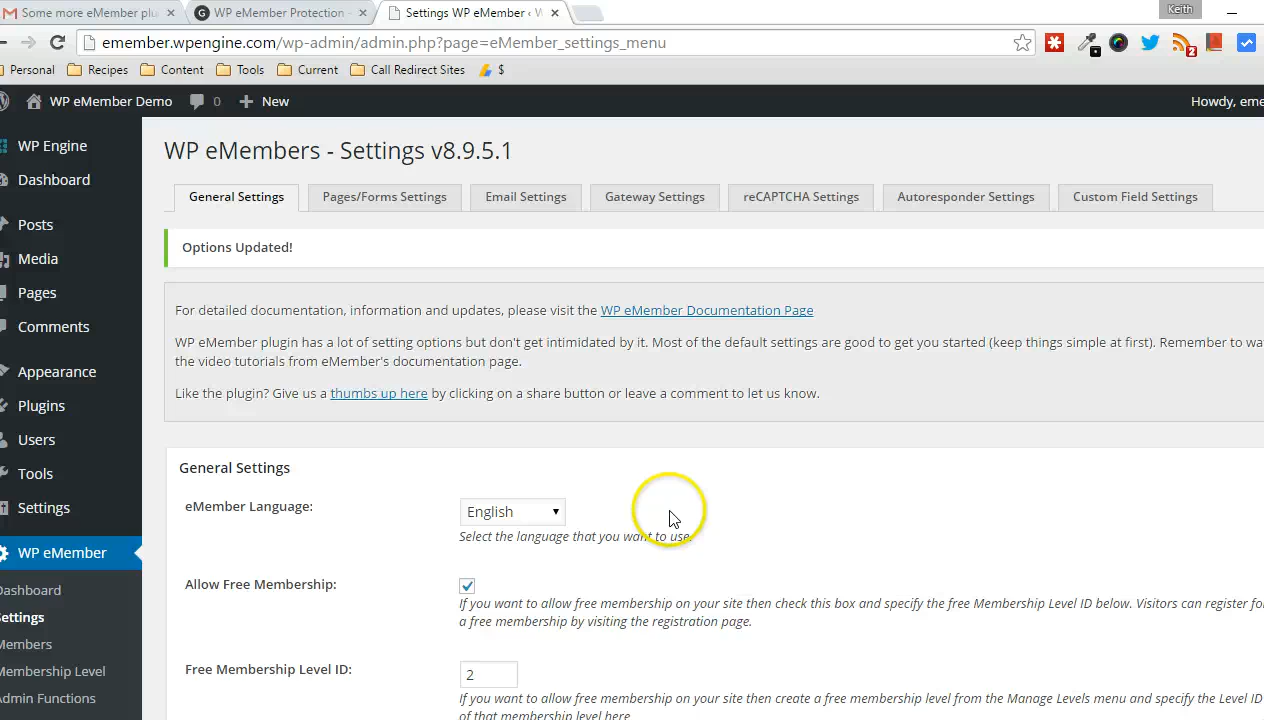 Some more eMember plu
WP eMember Protection
Settings WP eMember ‹ W
Keith
emember.wpengine.com/wp-admin/admin.php?page=eMember_settings_menu
Personal
Recipes
Content
Tools
Current
Call Redirect Sites
$
2
WP eMember Demo
0
New
Howdy, eme
WP Engine
Dashboard
Posts
Media
Pages
Comments
Appearance
Plugins
Users
Tools
Settings
WP eMember
Dashboard
Settings
Members
Membership Level
Admin Functions
WP eMembers - Settings v8.9.5.1
General Settings
Pages/Forms Settings
Email Settings
Gateway Settings
reCAPTCHA Settings
Autoresponder Settings
Custom Field Settings
Options Updated!
For detailed documentation, information and updates, please visit the WP eMember Documentation Page
WP eMember plugin has a lot of setting options but don't get intimidated by it. Most of the default settings are good to get you started (keep things simple at first). Remember to wa
the video tutorials from eMember's documentation page.
Like the plugin? Give us a thumbs up here by clicking on a share button or leave a comment to let us know.
General Settings
eMember Language:
English
Select the language that you want to use.
Allow Free Membership:
If you want to allow free membership on your site then check this box and specify the free Membership Level ID below. Visitors can register for
a free membership by visiting the registration page.
Free Membership Level ID:
2
If you want to allow free membership on your site then create a free membership level from the Manage Levels menu and specify the Level ID
of that membership level here